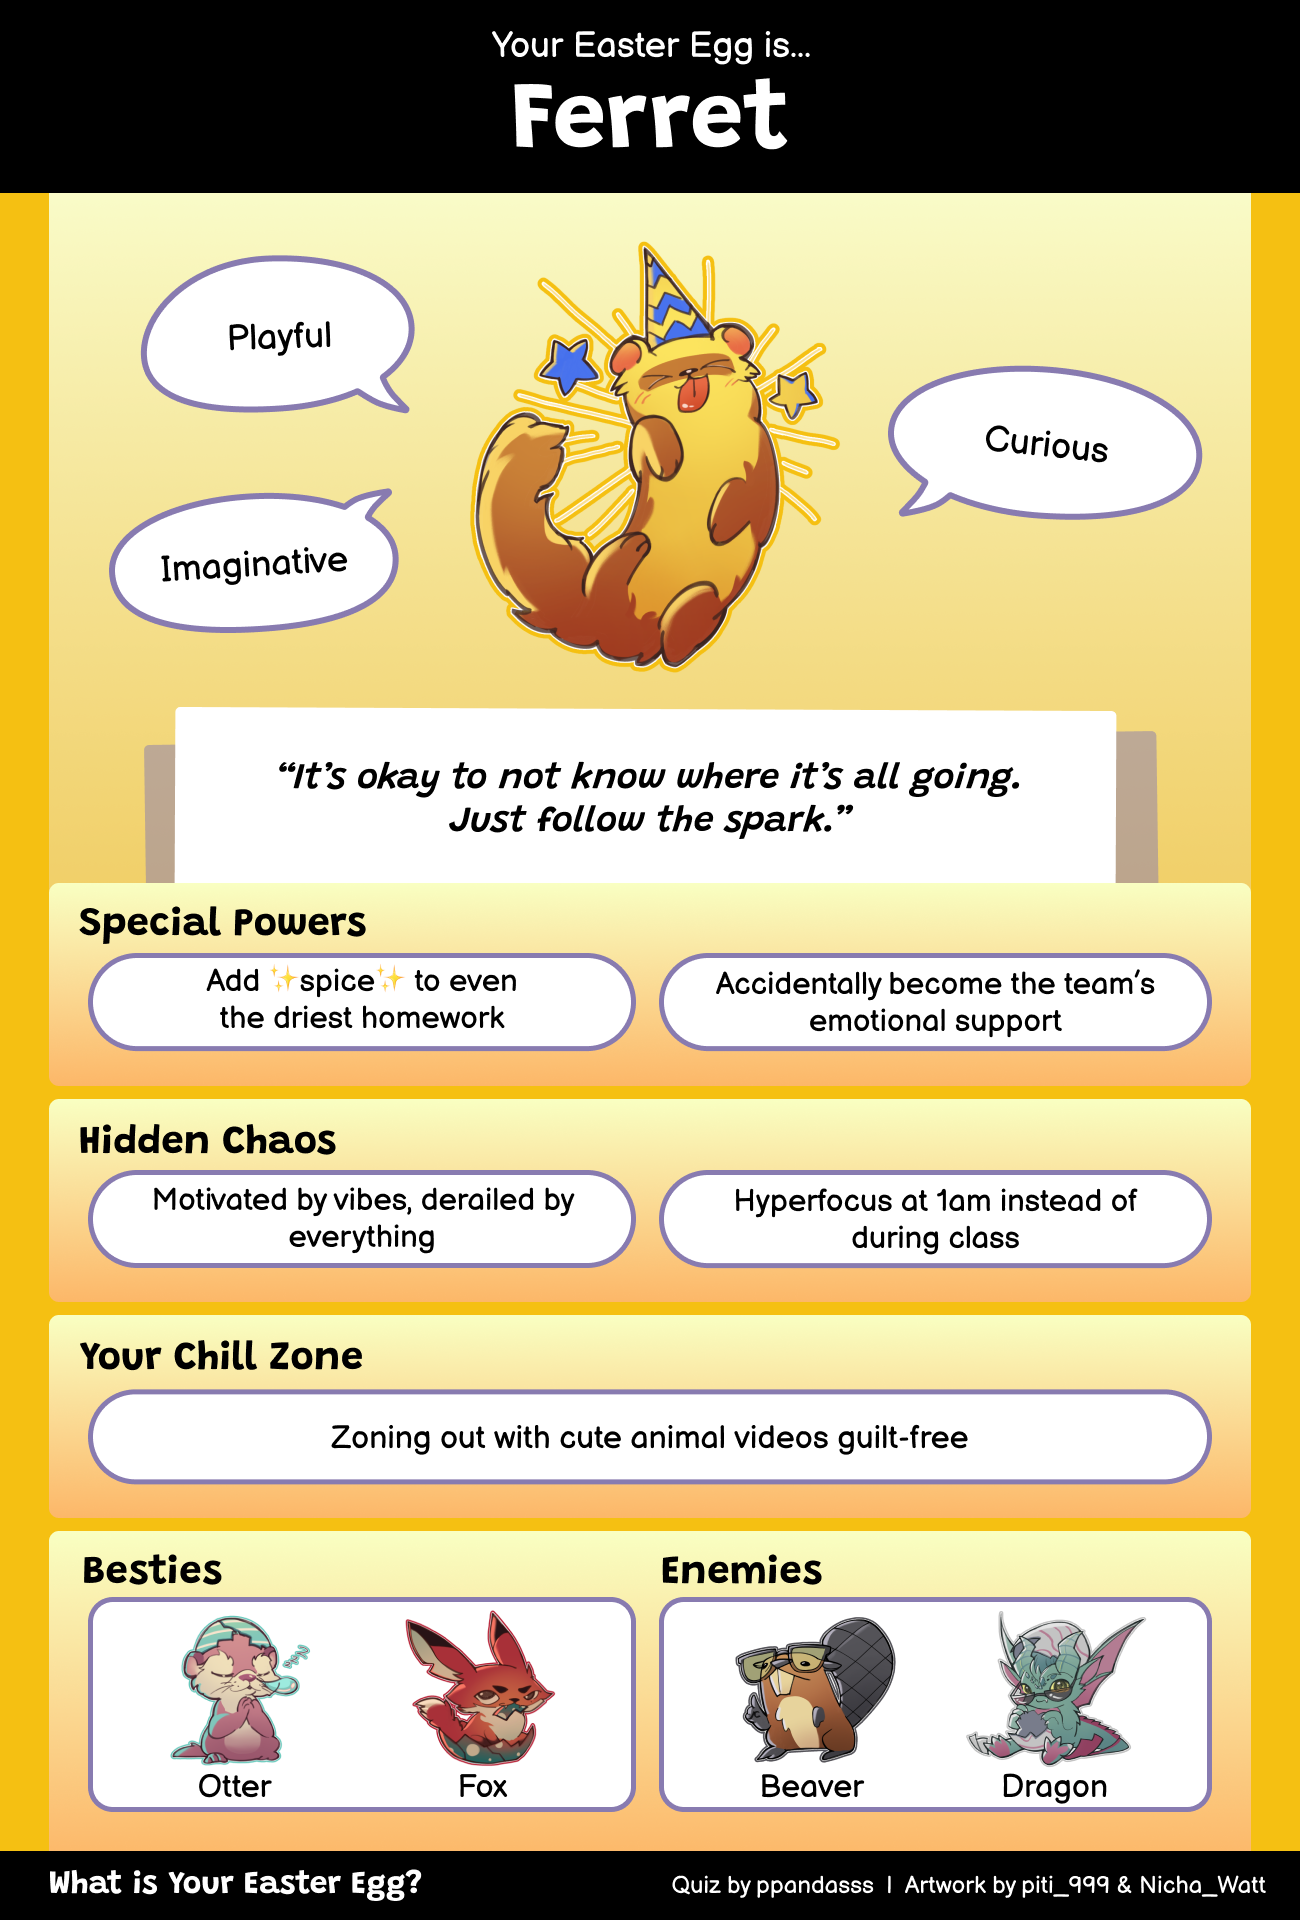 Your Easter Egg is...
Ferret
Playful
Curious
Imaginative
“It’s okay to not know where it’s all going.
Just follow the spark.”
Special Powers
Add ✨spice✨ to even
the driest homework
Accidentally become the team’s
emotional support
Hidden Chaos
Motivated by vibes, derailed by
everything
Hyperfocus at 1am instead of
during class
Your Chill Zone
Zoning out with cute animal videos guilt-free
Besties
Enemies
Otter
Fox
Beaver
Dragon
What is Your Easter Egg?
Quiz by ppandasss | Artwork by piti_999 & Nicha_Watt